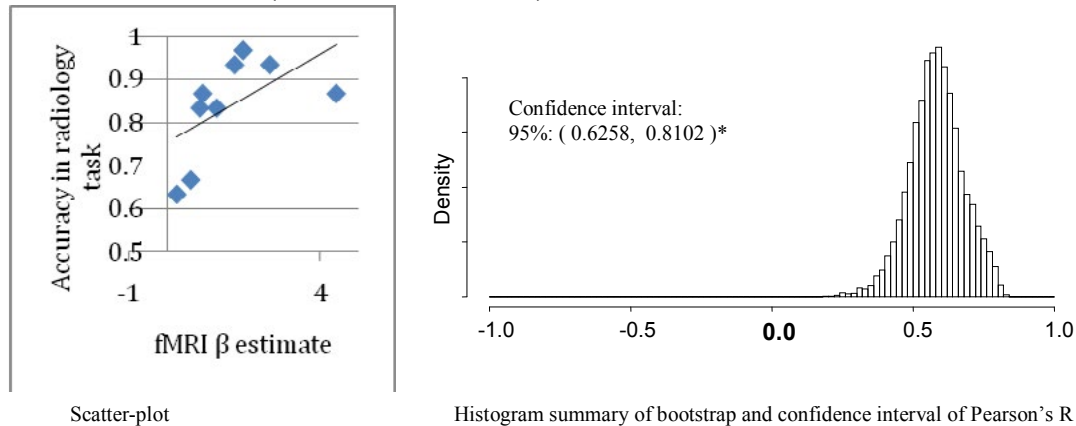 1
0.9
0.8
0.7
0.6
0.5
-1
4
Accuracy in radiology
task
fMRI β estimate
Confidence interval:
95%: ( 0.6258, 0.8102 )*
Density
-1.0
-0.5
0.0
0.5
1.0
Scatter-plot
Histogram summary of bootstrap and confidence interval of Pearson's R